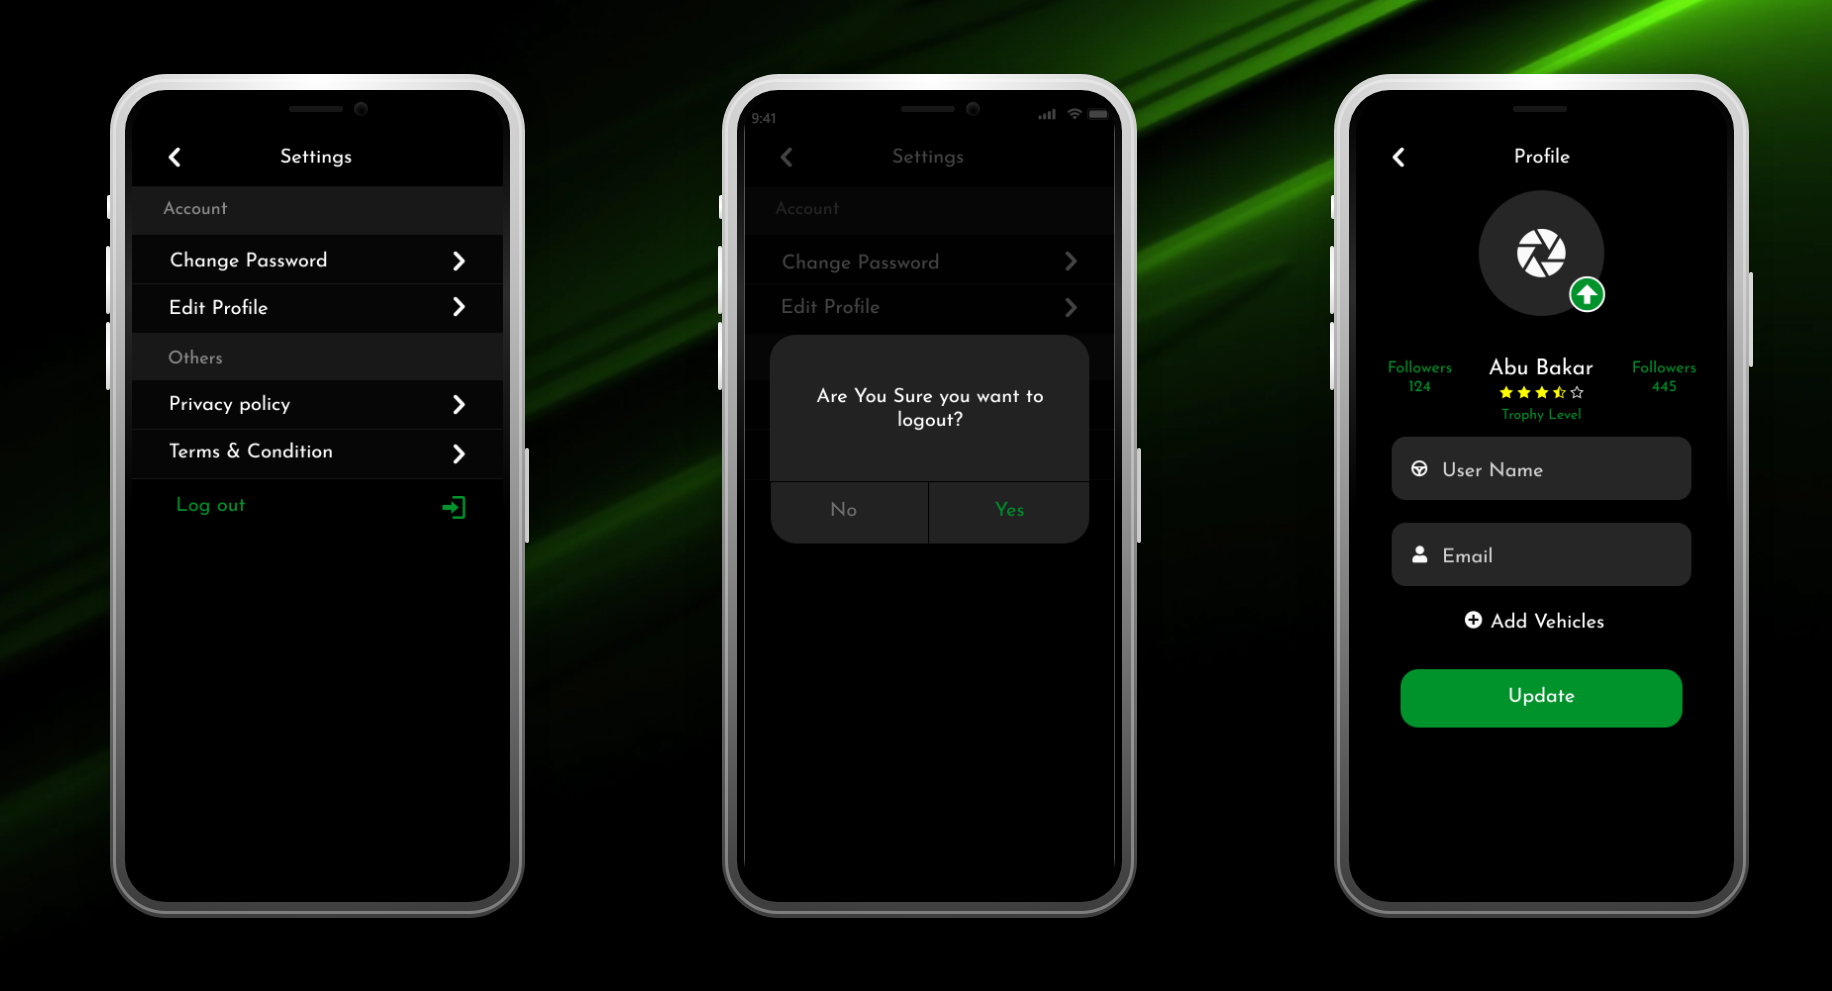 Settings
Account
Change Password
Edit Profile
Others
Privacy policy
Terms & Condition
Log out
9:41
Settings
Account
Change Password
Edit Profile
Are You Sure you want to
logout?
No
Yes
Profile
Followers
124
Abu Bakar
Trophy Level
Followers
445
User Name
Email
Add Vehicles
Update